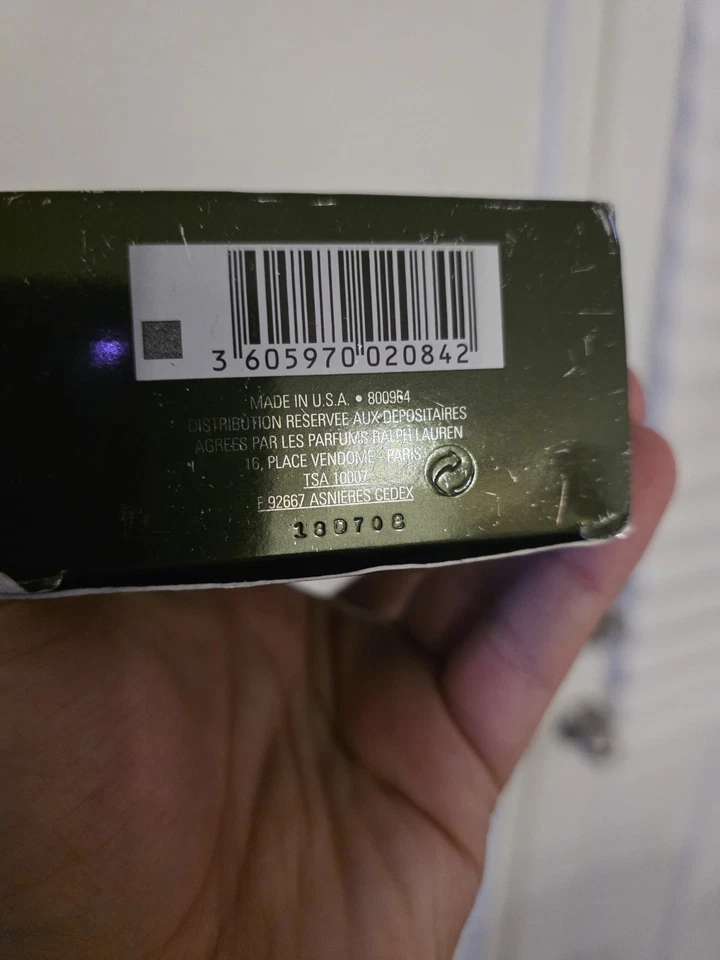 3 605970 020842
MADE IN U.S.A. • 800964
DISTRIBUTION RESERVEE AUX DEPOSITAIRES
AGREES PAR LES PARFUMS RALPH LAUREN
16, PLACE VENDOME - PARIS
TSA 10007
F 92667 ASNIERES CEDEX
18D708